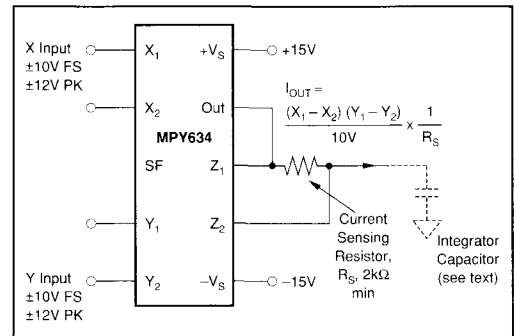 X Input
±10V FS
±12V PK
X₁
X₂
MPY634
SF
Y₁
Y Input
±10V FS
±12V PK
Y₂
+Vₛ
+15V
Out
Z₁
Z₂
–Vₛ
–15V
I_OUT =
(X₁ – X₂) (Y₁ – Y₂)
10V
x
1
Rₛ
Current
Sensing
Resistor,
Rₛ, 2kΩ
min
Integrator
Capacitor
(see text)